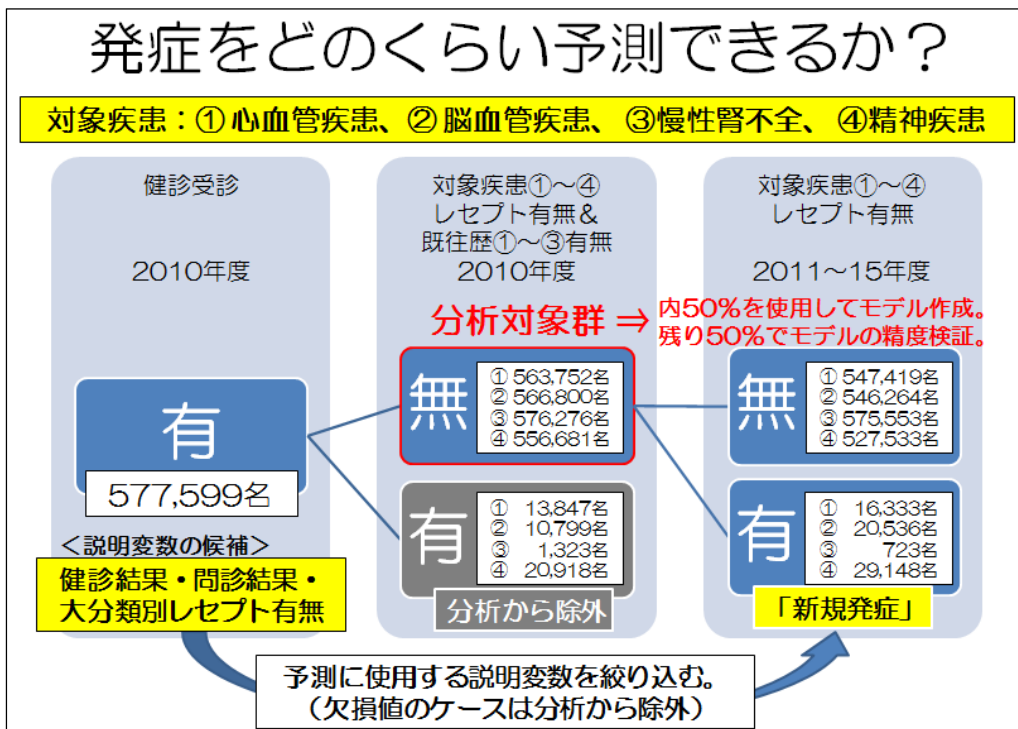 発症をどのくらい予測できるか？
対象疾患：① 心血管疾患、② 脳血管疾患、 ③慢性腎不全、 ④精神疾患
健診受診
2010年度
有
577,599名
＜説明変数の候補＞
健診結果・問診結果・
大分類別レセプト有無
対象疾患①～④
レセプト有無＆
既往歴①～③有無
2010年度
分析対象群 ⇒
内50％を使用してモデル作成。
残り50％でモデルの精度検証。
無
① 563,752名
② 566,800名
③ 576,276名
④ 556,681名
有
① 13,847名
② 10,799名
③ 1,323名
④ 20,918名
分析から除外
対象疾患①～④
レセプト有無
2011～15年度
無
① 547,419名
② 546,264名
③ 575,553名
④ 527,533名
有
① 16,333名
② 20,536名
③ 723名
④ 29,148名
「新規発症」
予測に使用する説明変数を絞り込む。
（欠損値のケースは分析から除外）